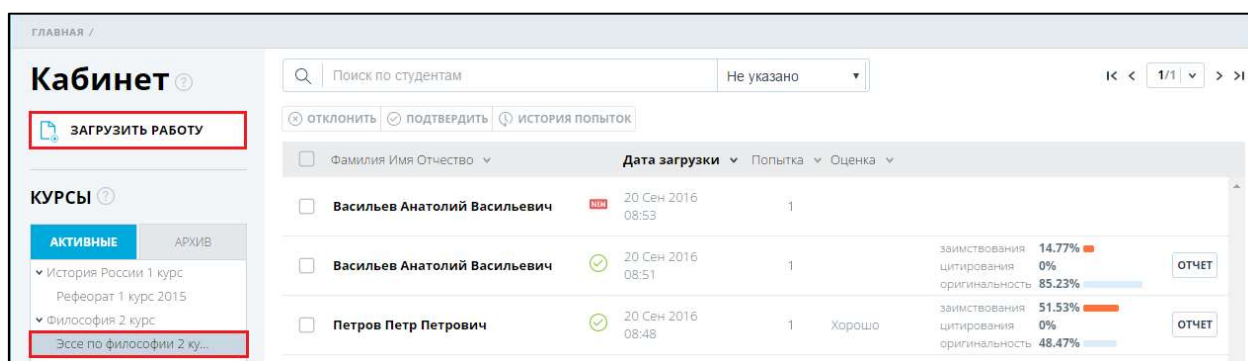 ГЛАВНАЯ /
Кабинет ?
ЗАГРУЗИТЬ РАБОТУ
КУРСЫ ?
АКТИВНЫЕ АРХИВ
История России 1 курс
Рефеорат 1 курс 2015
Философия 2 курс
Эссе по философии 2 ку...
Поиск по студентам Не указано 1/1
ОТКЛОНИТЬ ПОДТВЕРДИТЬ ИСТОРИЯ ПОПЫТОК
Фамилия Имя Отчество Дата загрузки Попытка Оценка
Васильев Анатолий Васильевич NEW 20 Сен 2016 1
08:53
Васильев Анатолий Васильевич 20 Сен 2016 1 ОТЧЕТ
08:51
заимствования 14.77%
цитирования 0%
оригинальность 85.23%
Петров Петр Петрович 20 Сен 2016 1 Хорошо ОТЧЕТ
08:48
заимствования 51.53%
цитирования 0%
оригинальность 48.47%